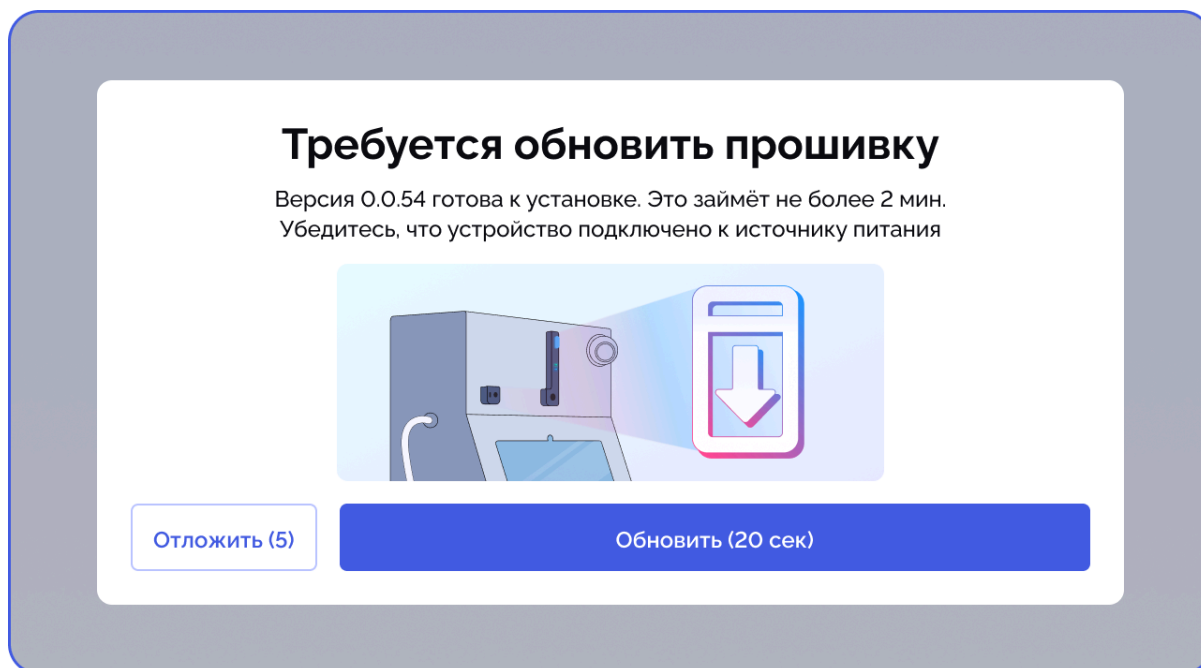 Требуется обновить прошивку
Версия 0.0.54 готова к установке. Это займёт не более 2 мин.
Убедитесь, что устройство подключено к источнику питания
Отложить (5)
Обновить (20 сек)